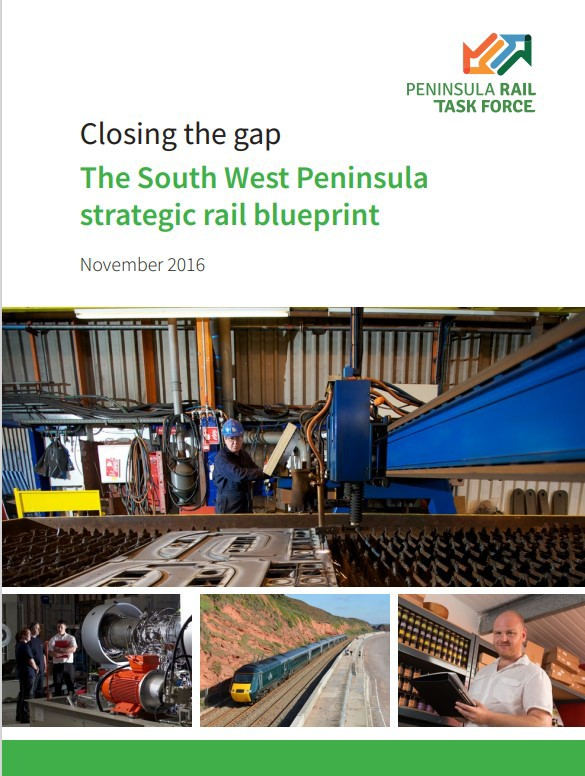 PENINSULA RAIL
TASK FORCE
Closing the gap
The South West Peninsula
strategic rail blueprint
November 2016